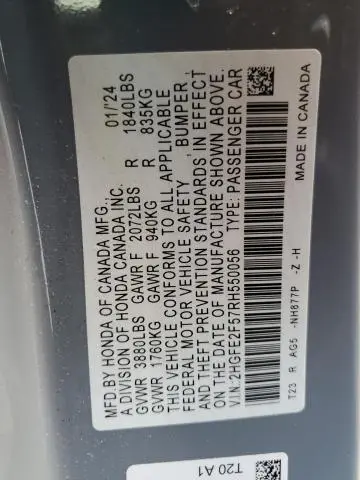 MFD BY HONDA OF CANADA MFG., 01/24
A DIVISION OF HONDA CANADA INC.
GVWR 3880LBS GAWR F 2072LBS R 1840LBS
GVWR 1760KG GAWR F 940KG R 835KG
THIS VEHICLE CONFORMS TO ALL APPLICABLE
FEDERAL MOTOR VEHICLE SAFETY, BUMPER,
AND THEFT PREVENTION STANDARDS IN EFFECT
ON THE DATE OF MANUFACTURE SHOWN ABOVE.
V.I.N:2HGFE2F57RH550056 TYPE: PASSENGER CAR
T23 R AG5 -NH877P -Z -H MADE IN CANADA
T20 A1